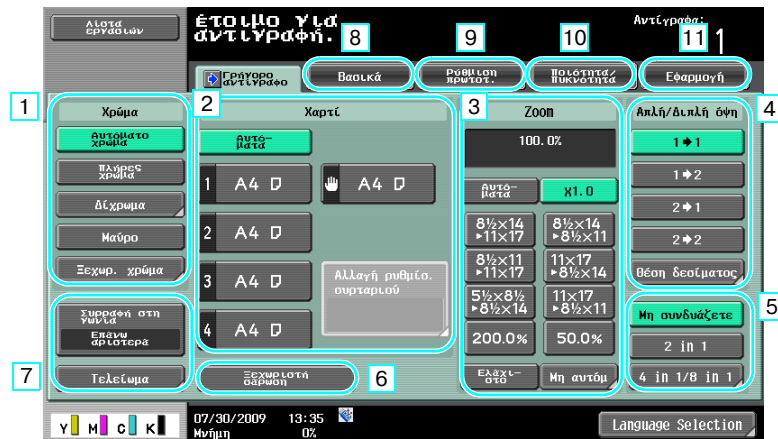 Λίστα
εργασιών
έτοιμο για
αντιγραφή.
Αντίγραφα:
1
8
9
10
11
Γρήγορο
αντίγραφο
Βασικά
Ρύθμιση
πρωτοτ.
Ποιότητα/
πυκνότητα
Εφαρμογή
1
Χρώμα
Αυτόματο
χρώμα
Πλήρες
χρώμα
Δίχρωμα
Μαύρο
Ξεχωρ. χρώμα
2
Χαρτί
Αυτό-
ματα
1 A4
A4
2 A4
3 A4
4 A4
Αλλαγή ρυθμίσ.
συρταριού
3
Zoom
100.0%
Αυτό-
ματα
x1.0
8½×14
▸11×17
8½×14
▸8½×11
8½×11
▸11×17
11×17
▸8½×14
5½×8½
▸8½×14
11×17
▸8½×11
200.0%
50.0%
Ελάχι-
στο
Μη αυτόμ
4
Απλή/Διπλή όψη
1➧1
1➧2
2➧1
2➧2
Θέση δεσίματος
5
Μη συνδυάζετε
2 in 1
4 in 1/8 in 1
Συρραφή στη
γωνία
Επάνω
αριστερά
7
Τελείωμα
Ξεχωριστή
σάρωση
6
Y M C K
07/30/2009 13:35
Μνήμη 0%
Language Selection